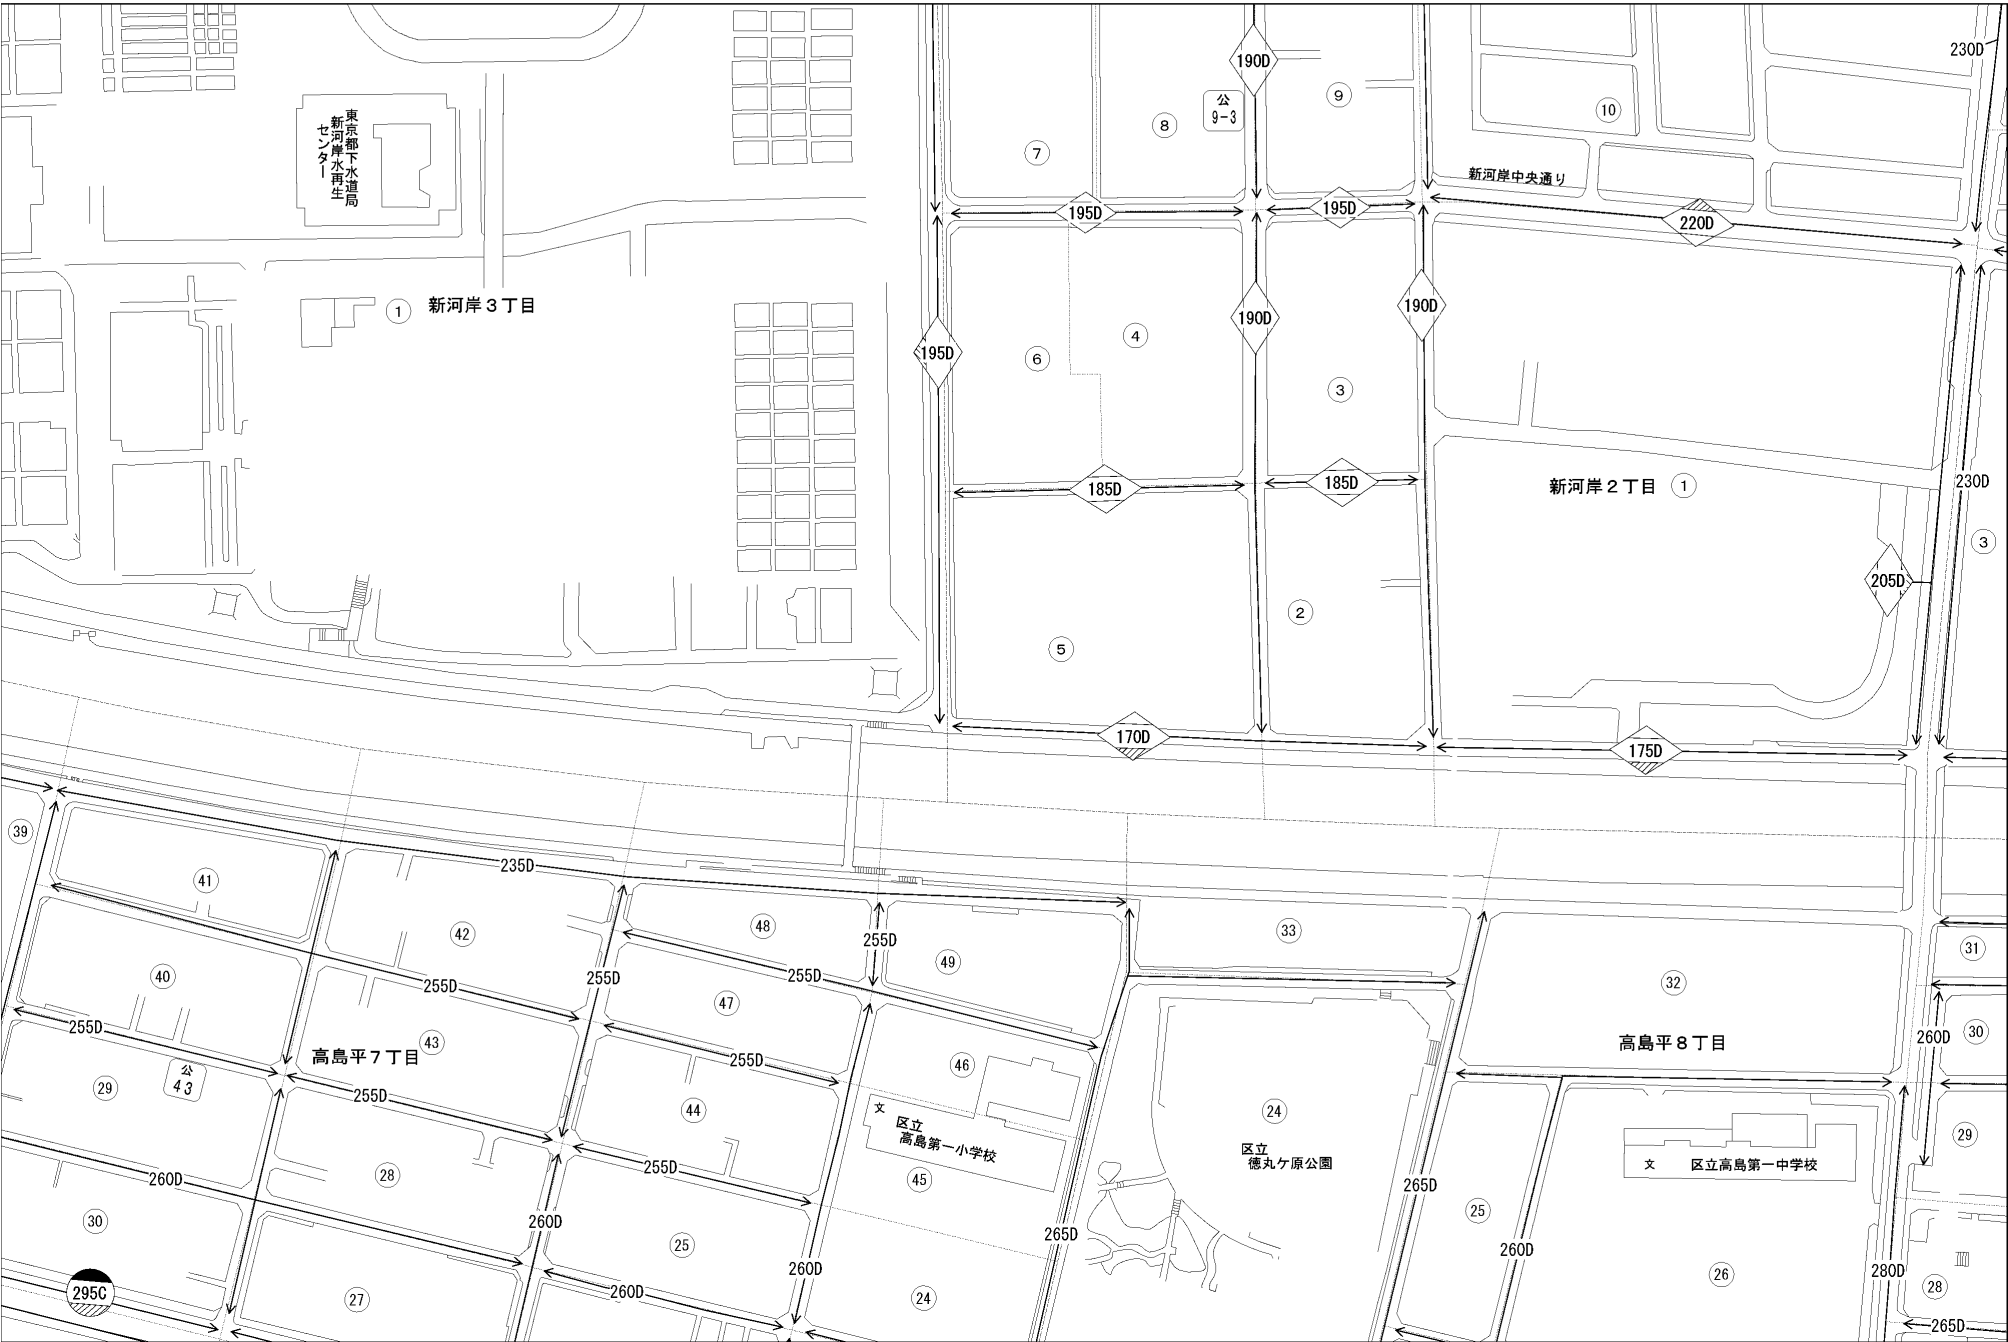 230D
190D
⑨
⑩
公
9-3
⑧
⑦
東京都下水道局
新河岸水再生
センター
新河岸中央通り
195D
195D
220D
① 新河岸3丁目
190D
190D
④
195D
⑥
③
185D
185D
新河岸2丁目 ①
230D
③
205D
②
⑤
170D
175D
㊴
235D
㊶
㊽
㉝
㊷
255D
㉛
㊾
㊵
255D
255D
255D
㉜
㊼
255D
㉚
260D
高島平7丁目
㊸
高島平8丁目
255D
255D
㊻
公
43
㉙
255D
㊹
文
区立
高島第一小学校
㉔
区立
徳丸ケ原公園
㉙
文 区立高島第一中学校
255D
㉘
260D
㊺
265D
㉕
㉚
260D
265D
㉕
260D
260D
280D
㉖
㉘
295C
㉗
260D
㉔
265D